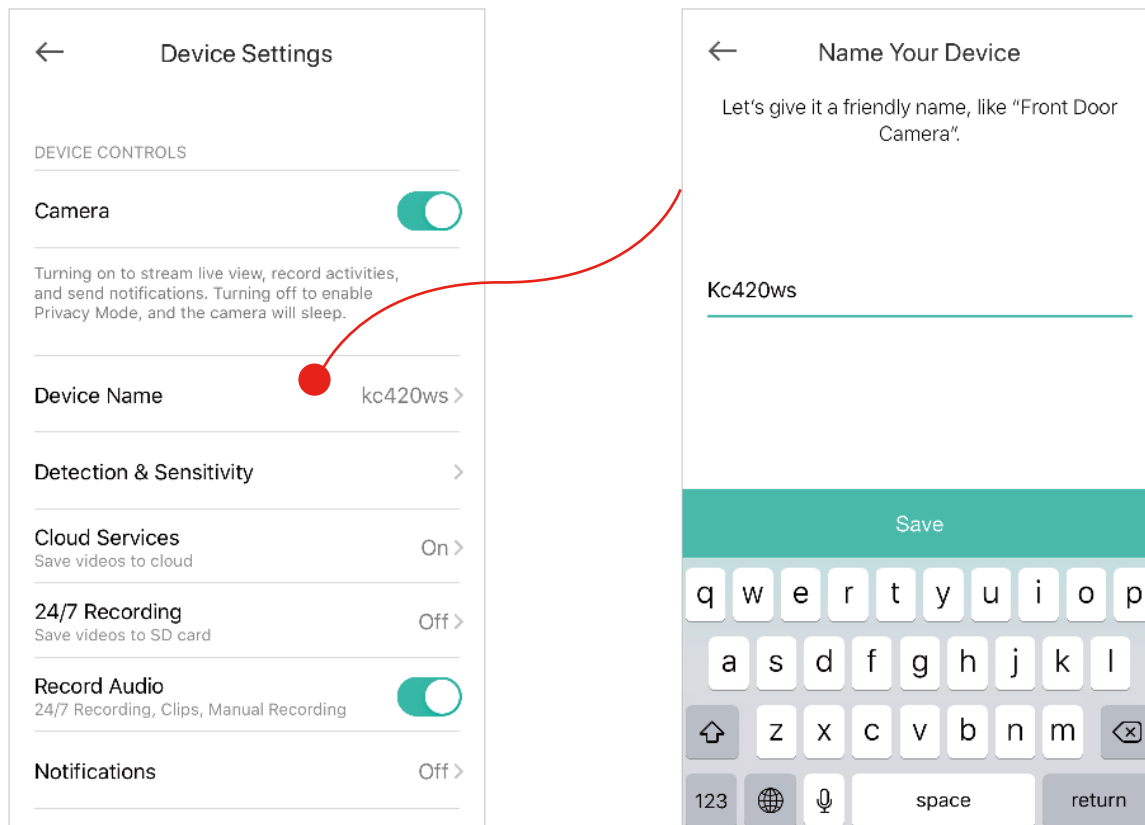 Device Settings
DEVICE CONTROLS
Camera
Turning on to stream live view, record activities,
and send notifications. Turning off to enable
Privacy Mode, and the camera will sleep.
Device Name kc420ws
Detection & Sensitivity
Cloud Services
Save videos to cloud
On
24/7 Recording
Save videos to SD card
Off
Record Audio
24/7 Recording, Clips, Manual Recording
Notifications Off
Name Your Device
Let's give it a friendly name, like “Front Door
Camera”.
Kc420ws
Save
q w e r t y u i o p
a s d f g h j k l
z x c v b n m
123 space return